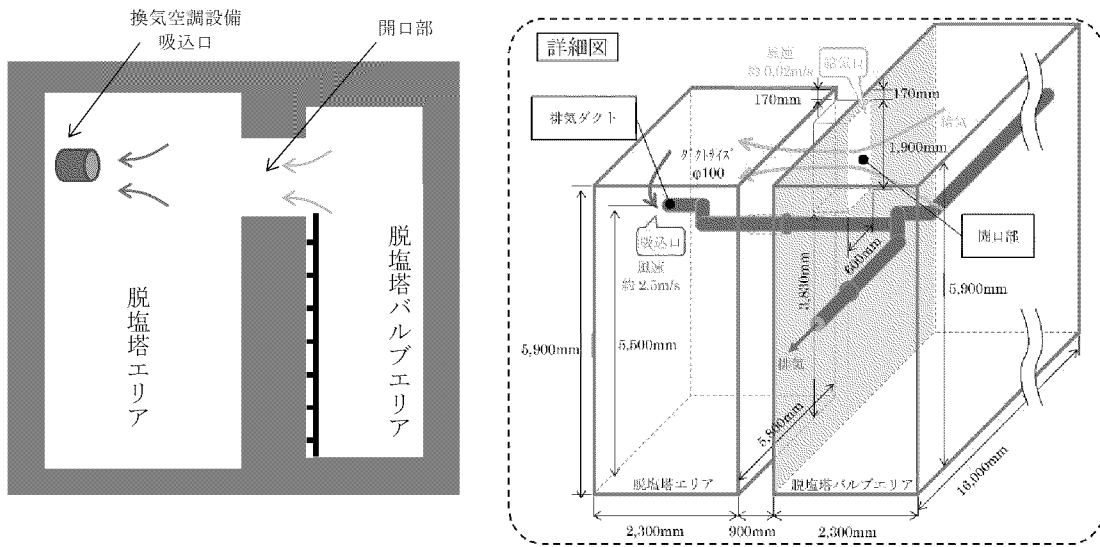 換気空調設備
吸込口
開口部
脱塩塔エリア
脱塩塔バルブエリア
詳細図
風速
約 0.02m/s
給気口
170mm
170mm
排気ダクト
給気
1,900mm
ダクトサイズ
φ100
吸込口
風速
約 2.5m/s
600mm
開口部
3,830mm
5,900mm
5,900mm
5,500mm
排気
5,800mm
16,000mm
脱塩塔エリア
脱塩塔バルブエリア
2,300mm
900mm
2,300mm